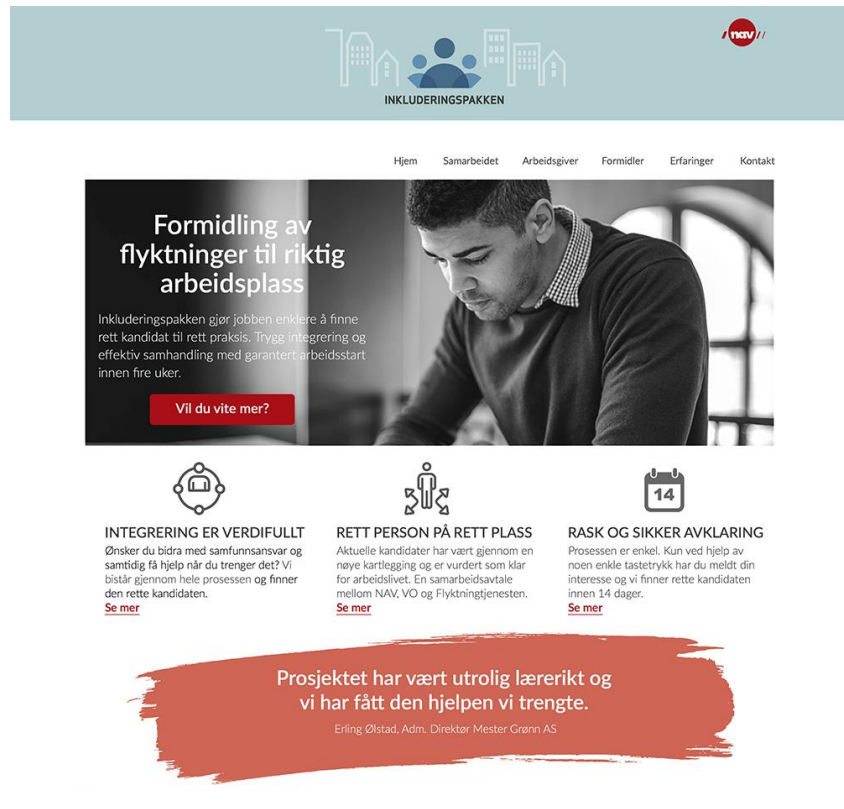 nav
INKLUDERINGSPAKKEN
Hjem Samarbeidet Arbeidsgiver Formidler Erfaringer Kontakt
Formidling av
flyktninger til riktig
arbeidsplass
Inkluderingspakken gjør jobben enklere å finne
rett kandidat til rett praksis. Trygg integrering og
effektiv samhandling med garantert arbeidsstart
innen fire uker.
Vil du vite mer?
INTEGRERING ER VERDIFULLT
Ønsker du bidra med samfunnsansvar og
samtidig få hjelp når du trenger det? Vi
bistår gjennom hele prosessen og finner
den rette kandidaten.
Se mer
RETT PERSON PÅ RETT PLASS
Aktuelle kandidater har vært gjennom en
nøye kartlegging og er vurdert som klar
for arbeidslivet. En samarbeidsavtale
mellom NAV, VO og Flyktningtjenesten.
Se mer
14
RASK OG SIKKER AVKLARING
Prosessen er enkel. Kun ved hjelp av
noen enkle tastetrykk har du meldt din
interesse og vi finner rette kandidaten
innen 14 dager.
Se mer
Prosjektet har vært utrolig lærerikt og
vi har fått den hjelpen vi trengte.
Erling Ølstad, Adm. Direktør Mester Grønn AS